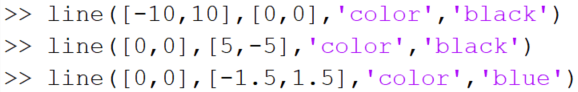 >> line([-10,10],[0,0],'color','black')
>> line([0,0],[5,-5],'color','black')
>> line([0,0],[-1.5,1.5],'color','blue')